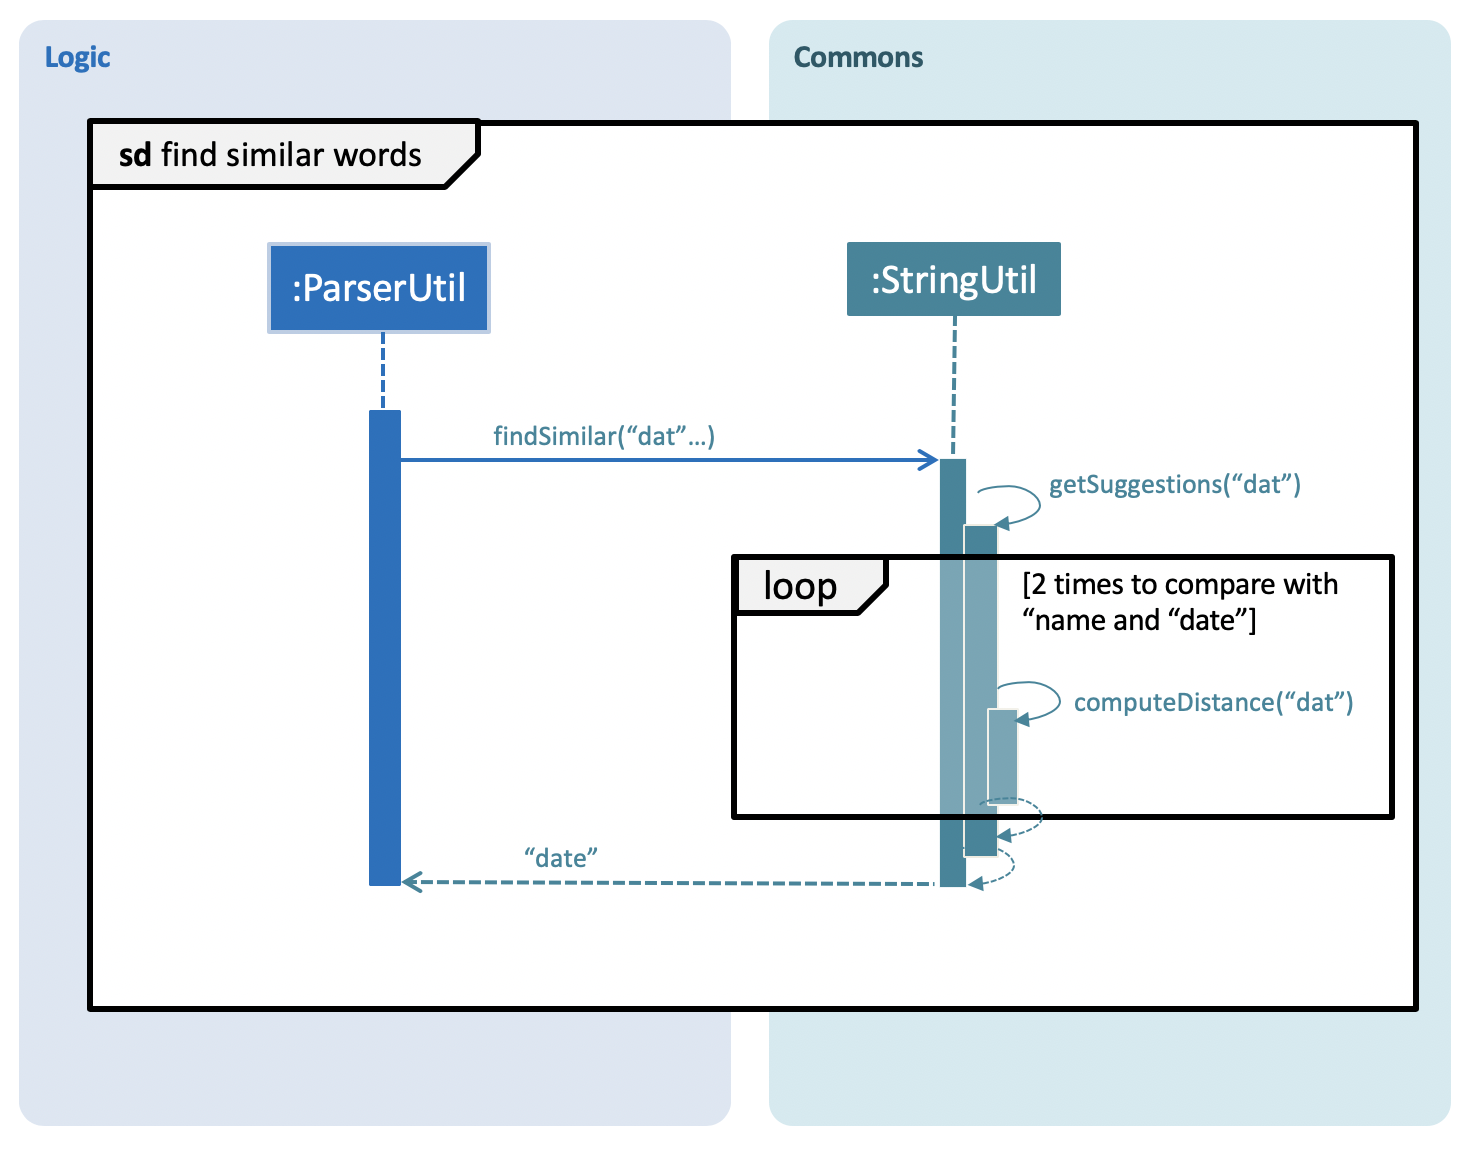 Logic
Commons
sd find similar words
:ParserUtil
:StringUtil
findSimilar(“dat”...)
getSuggestions(“dat”)
loop
[2 times to compare with
“name and “date”]
computeDistance(“dat”)
“date”